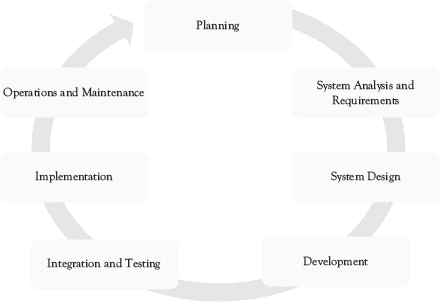 Planning
System Analysis and
Requirements
System Design
Development
Integration and Testing
Implementation
Operations and Maintenance